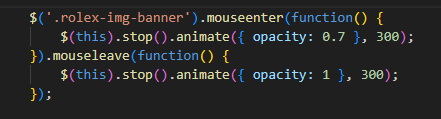 $('.rolex-img-banner').mouseenter(function() {
    $(this).stop().animate({ opacity: 0.7 }, 300);
}).mouseleave(function() {
    $(this).stop().animate({ opacity: 1 }, 300);
});